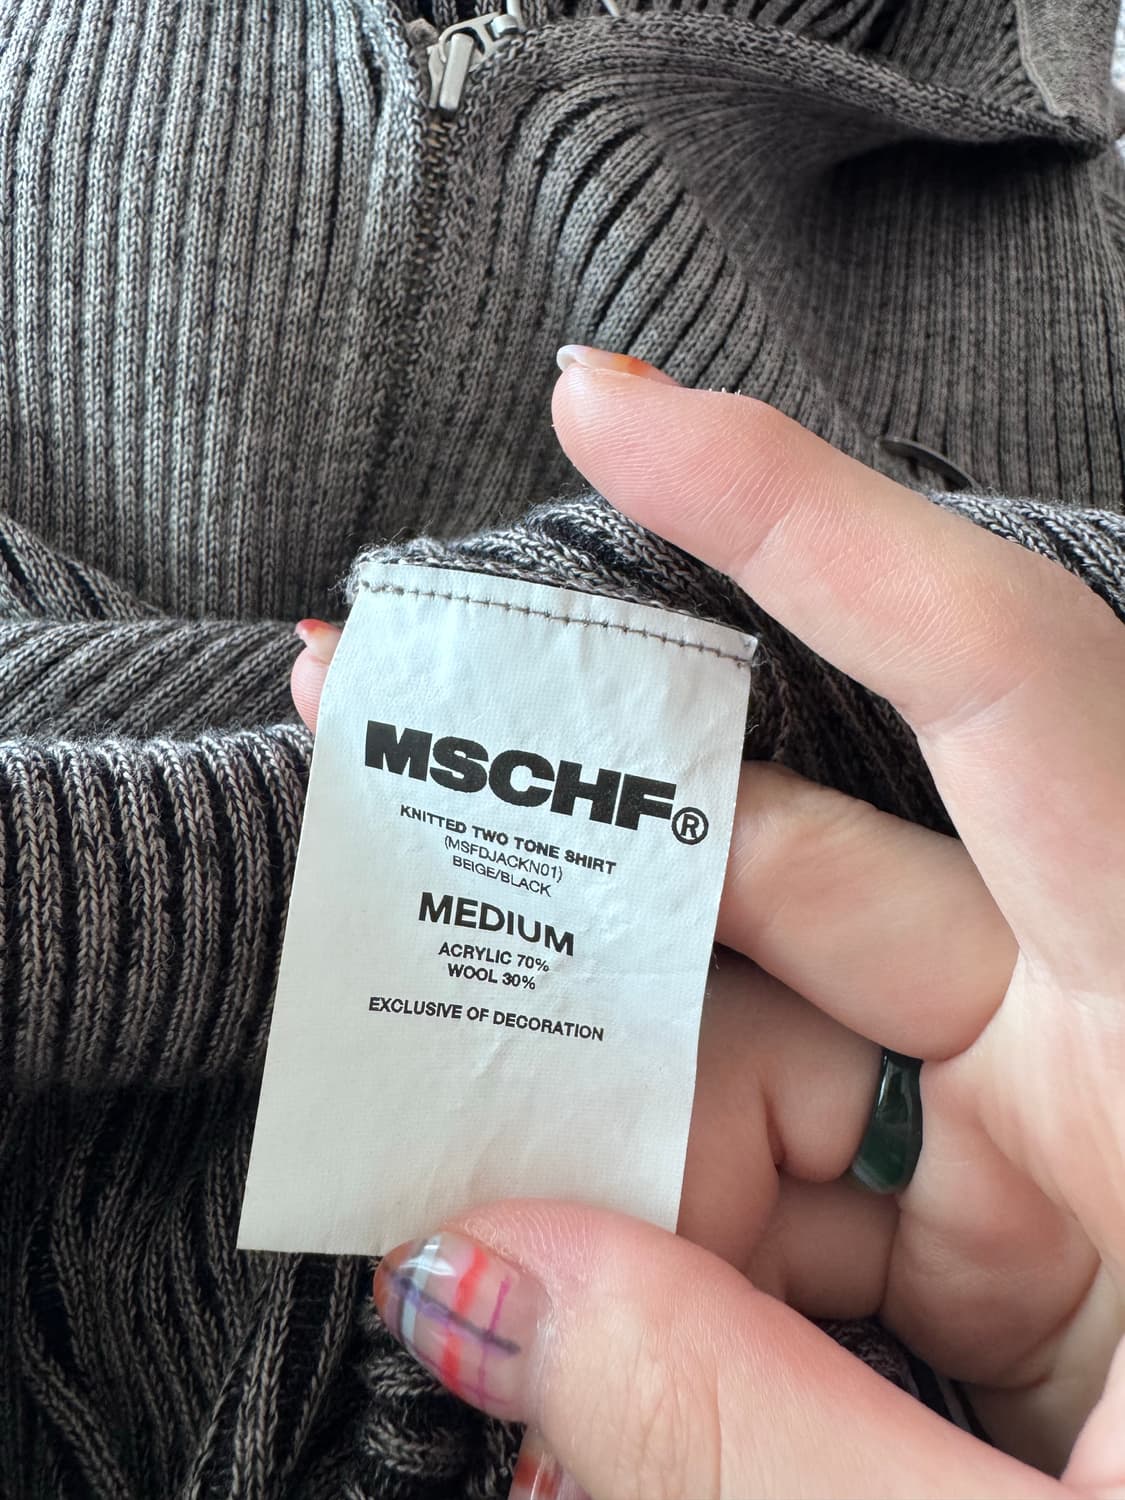 MSCHF®
KNITTED TWO TONE SHIRT
(MSFDJACKN01)
BEIGE/BLACK
MEDIUM
ACRYLIC 70%
WOOL 30%
EXCLUSIVE OF DECORATION